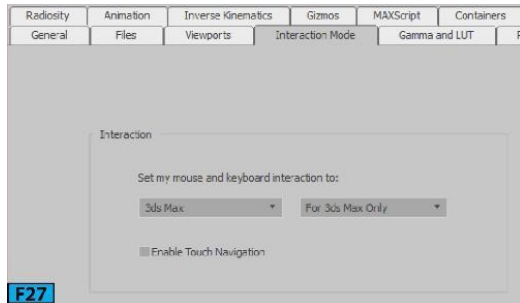 Radiosity Animation Inverse Kinematics Gizmos MAXScript Containers
General Files Viewports Interaction Mode Gamma and LUT
Interaction
Set my mouse and keyboard interaction to:
3ds Max For 3ds Max Only
Enable Touch Navigation
F27